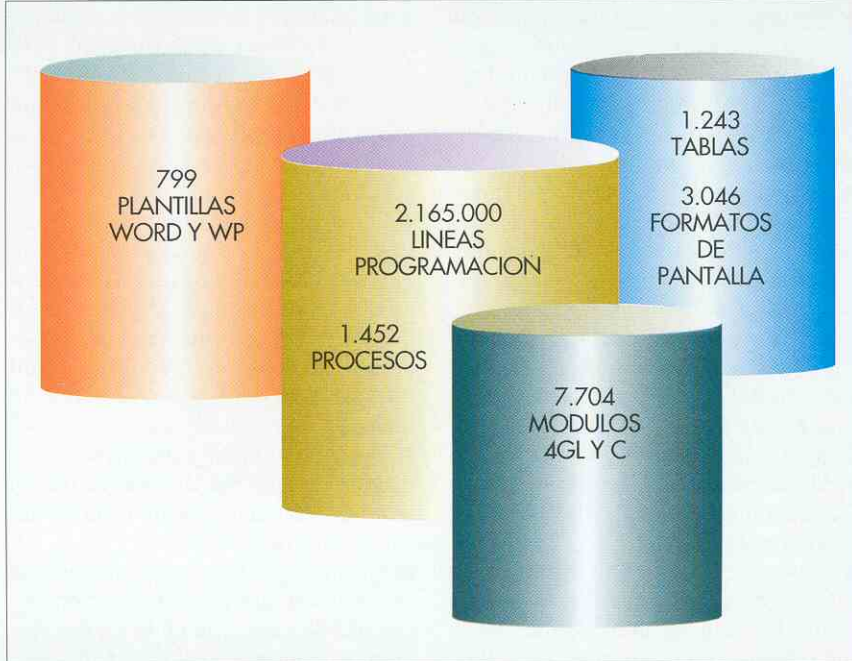 799
PLANTILLAS
WORD Y WP
2.165.000
LINEAS
PROGRAMACION
1.452
PROCESOS
1.243
TABLAS
3.046
FORMATOS
DE
PANTALLA
7.704
MODULOS
4GL Y C